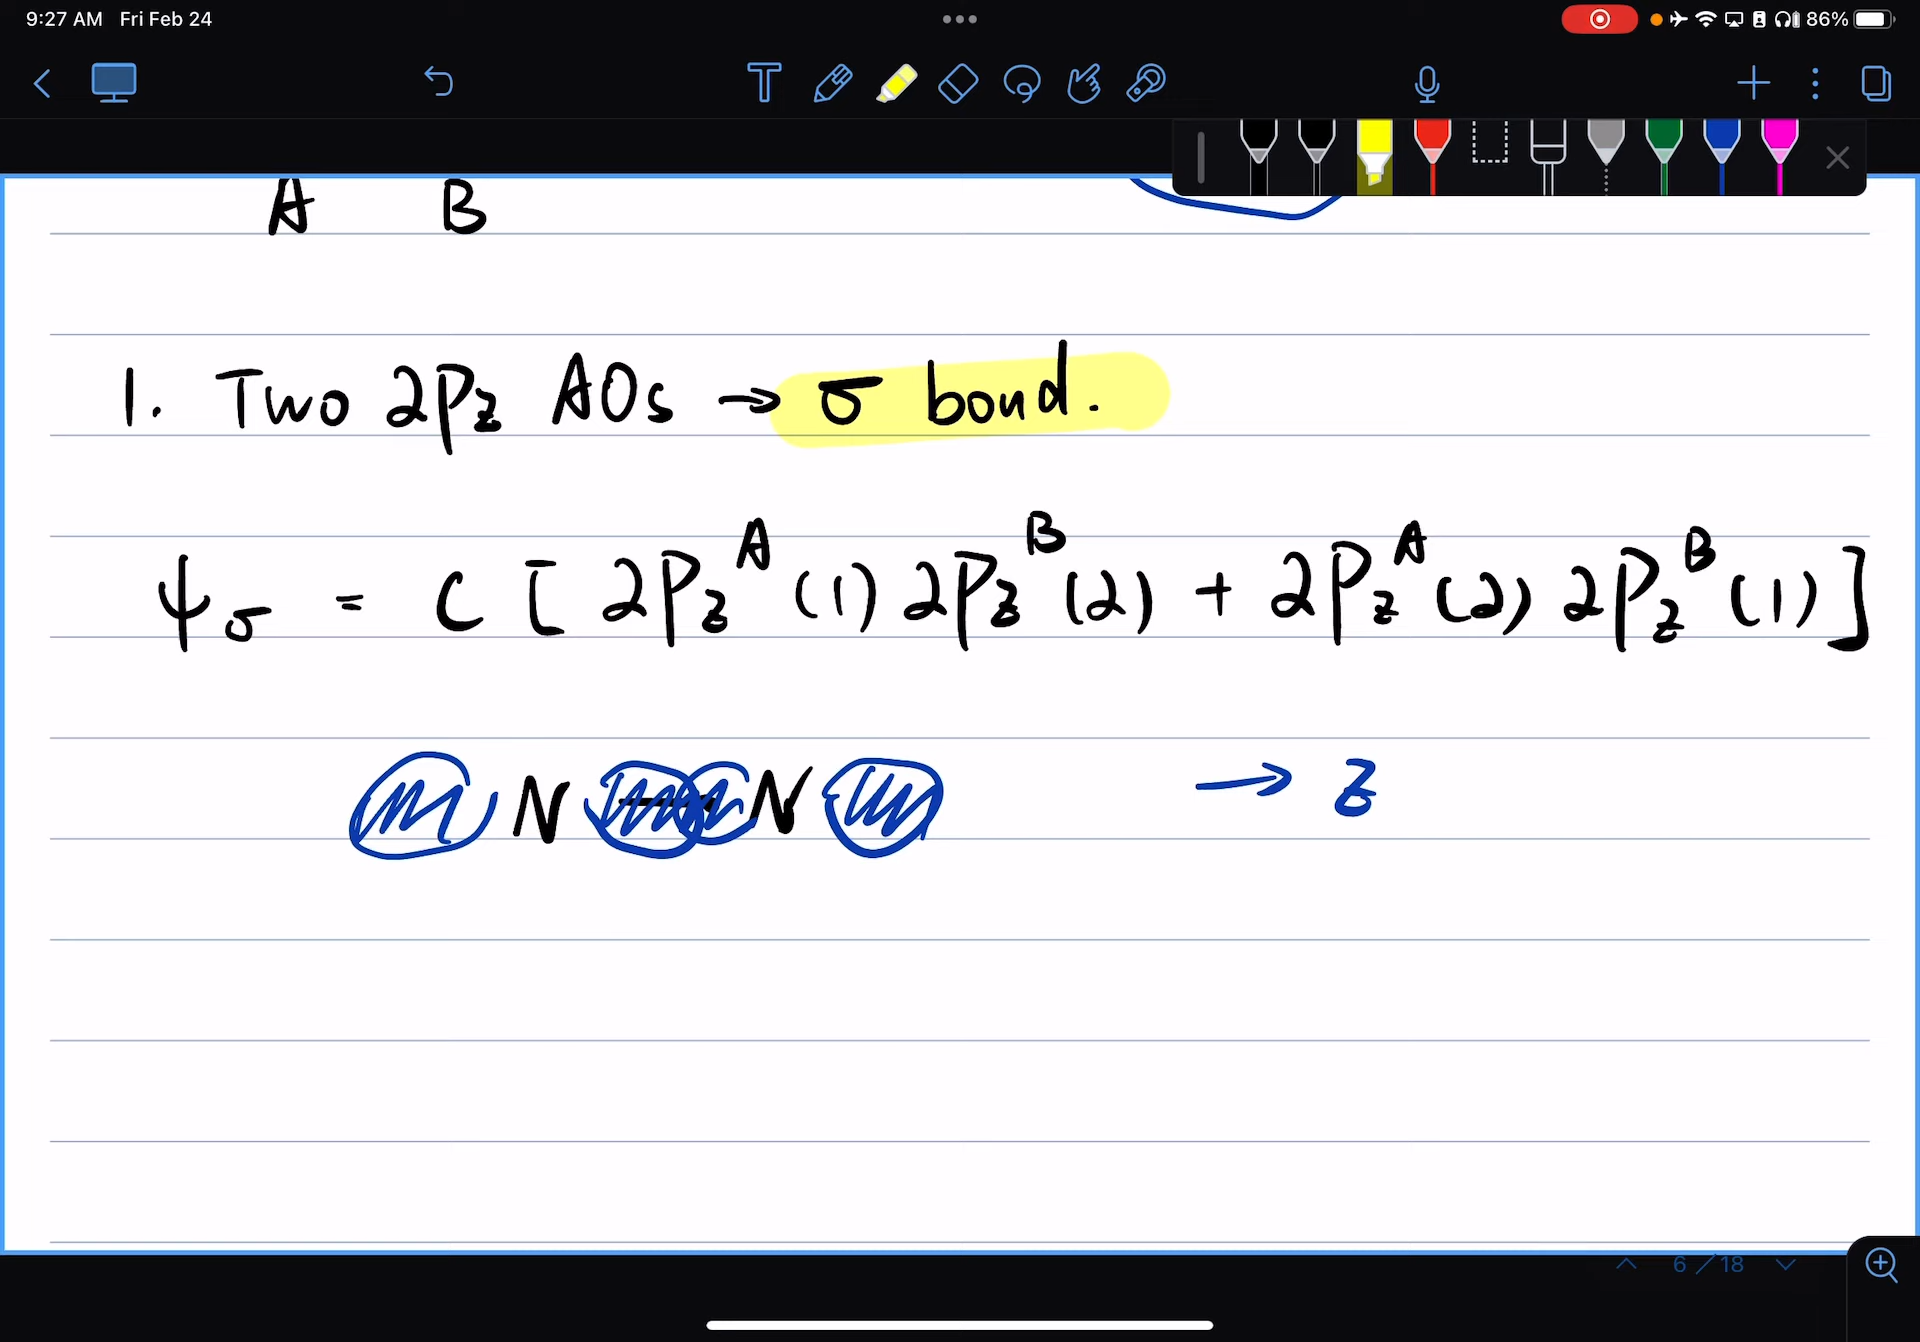 9:27 AM Fri Feb 24
86%
T
A B
1. Two 2Pz AOs → σ bond.
ψσ = C [ 2Pz^A (1) 2Pz^B (2) + 2Pz^A (2) 2Pz^B (1) ]
N — N → z
6 / 18